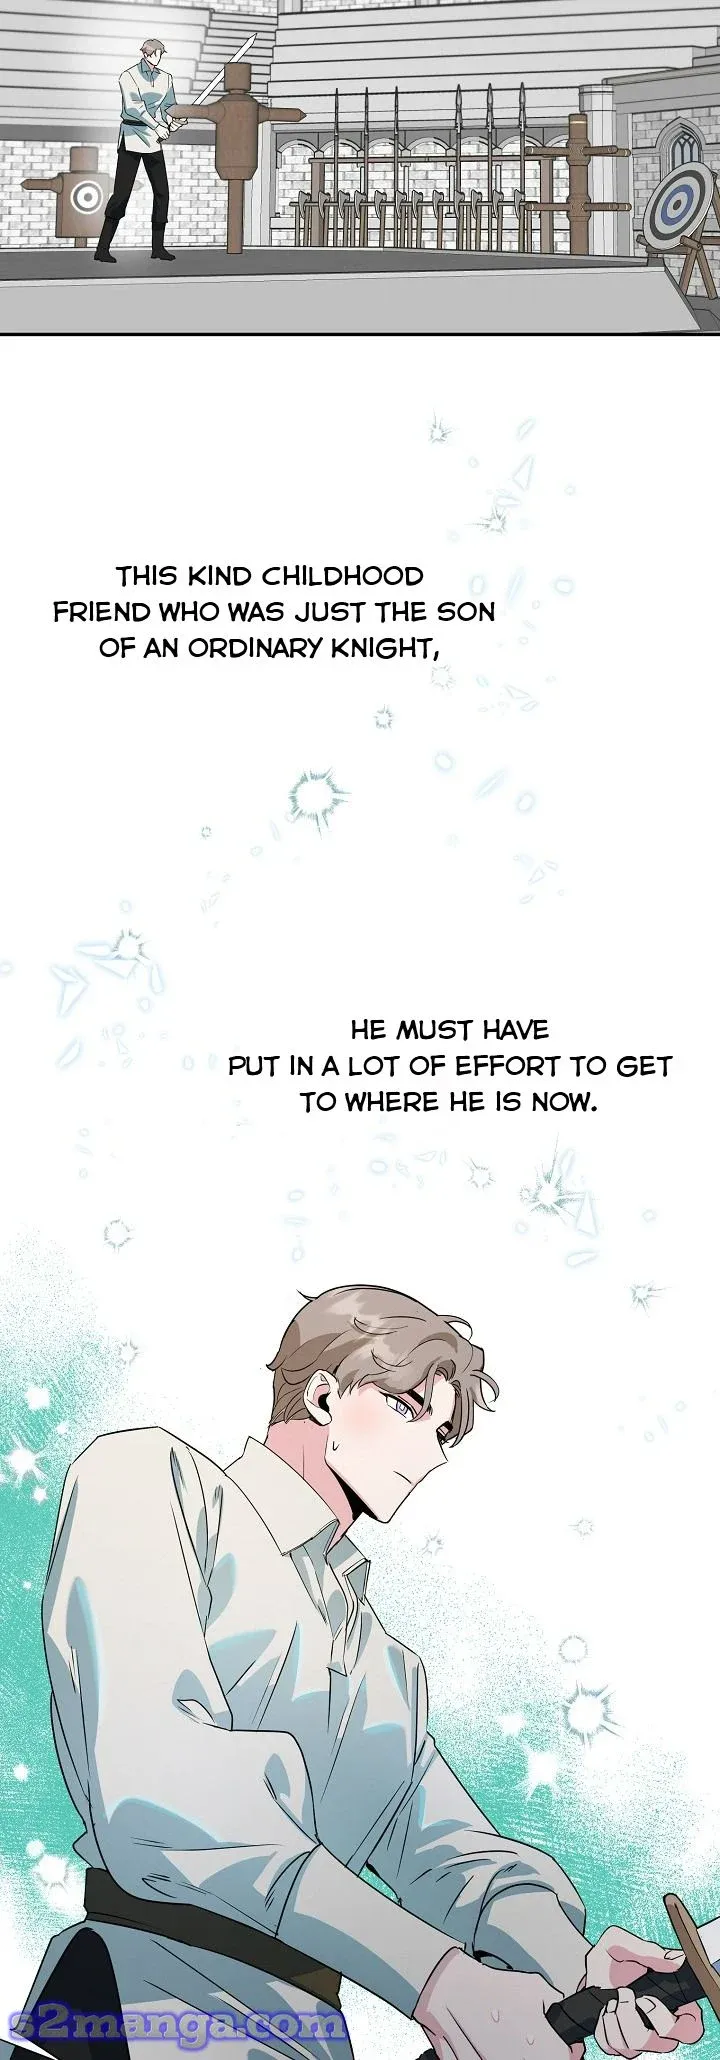 THIS KIND CHILDHOOD
FRIEND WHO WAS JUST THE SON
OF AN ORDINARY KNIGHT,
HE MUST HAVE
PUT IN A LOT OF EFFORT TO GET
TO WHERE HE IS NOW.
s2manga.com